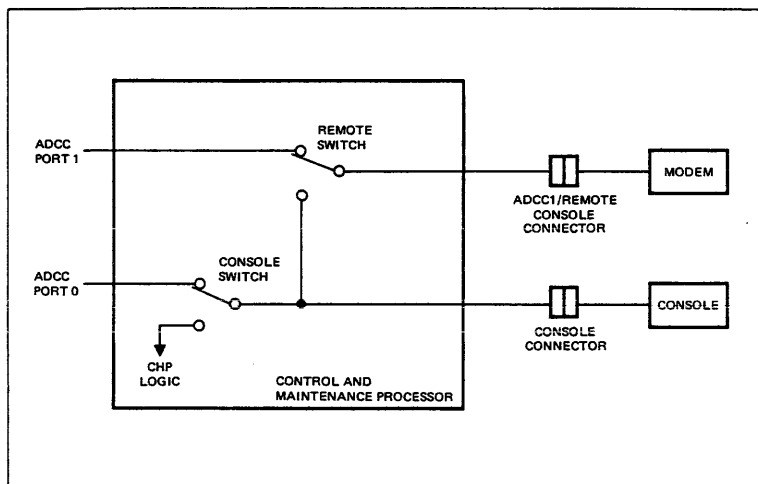 REMOTE
SWITCH
ADCC
PORT 1
MODEM
ADCC1/REMOTE
CONSOLE
CONNECTOR
CONSOLE
SWITCH
ADCC
PORT 0
CONSOLE
CONSOLE
CONNECTOR
CHP
LOGIC
CONTROL AND
MAINTENANCE PROCESSOR